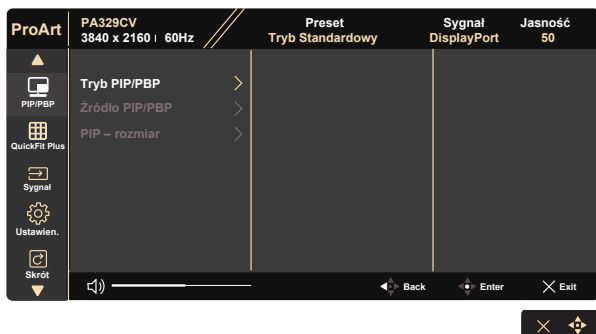 ProArt
PA329CV
3840 x 2160 | 60Hz
Preset
Tryb Standardowy
Sygnał
DisplayPort
Jasność
50
PIP/PBP
QuickFit Plus
Sygnał
Ustawien.
Skrót
Tryb PIP/PBP
Źródło PIP/PBP
PIP – rozmiar
Back
Enter
Exit